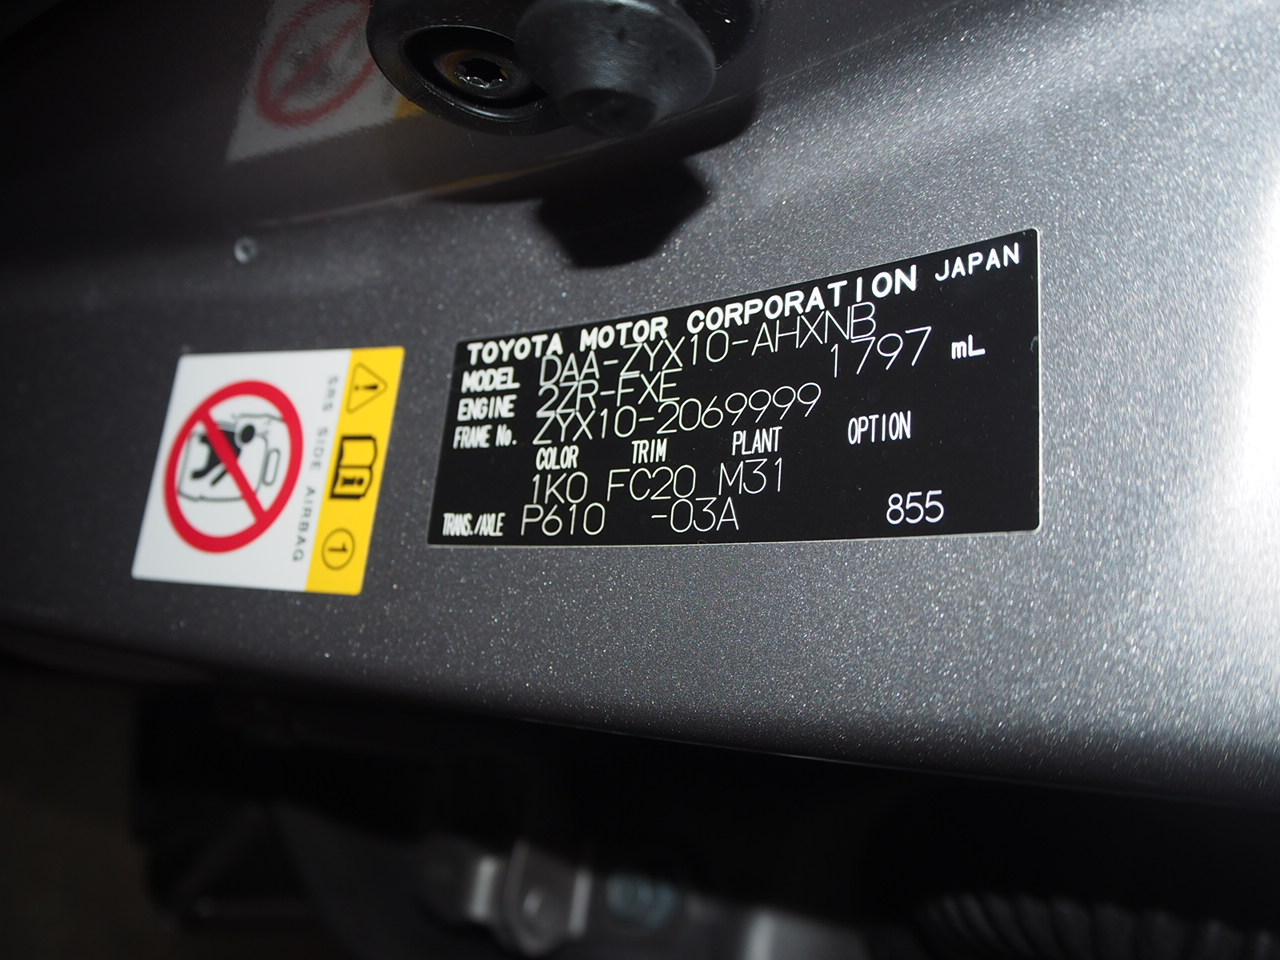 TOYOTA MOTOR CORPORATION JAPAN
MODEL DAA-ZYX10-AHXNB
ENGINE 2ZR-FXE 1797 mL
FRAME No. ZYX10-2069999
COLOR TRIM PLANT OPTION
1K0 FC20 M31
TRANS./AXLE P610 -03A 855
SRS SIDE AIRBAG
1